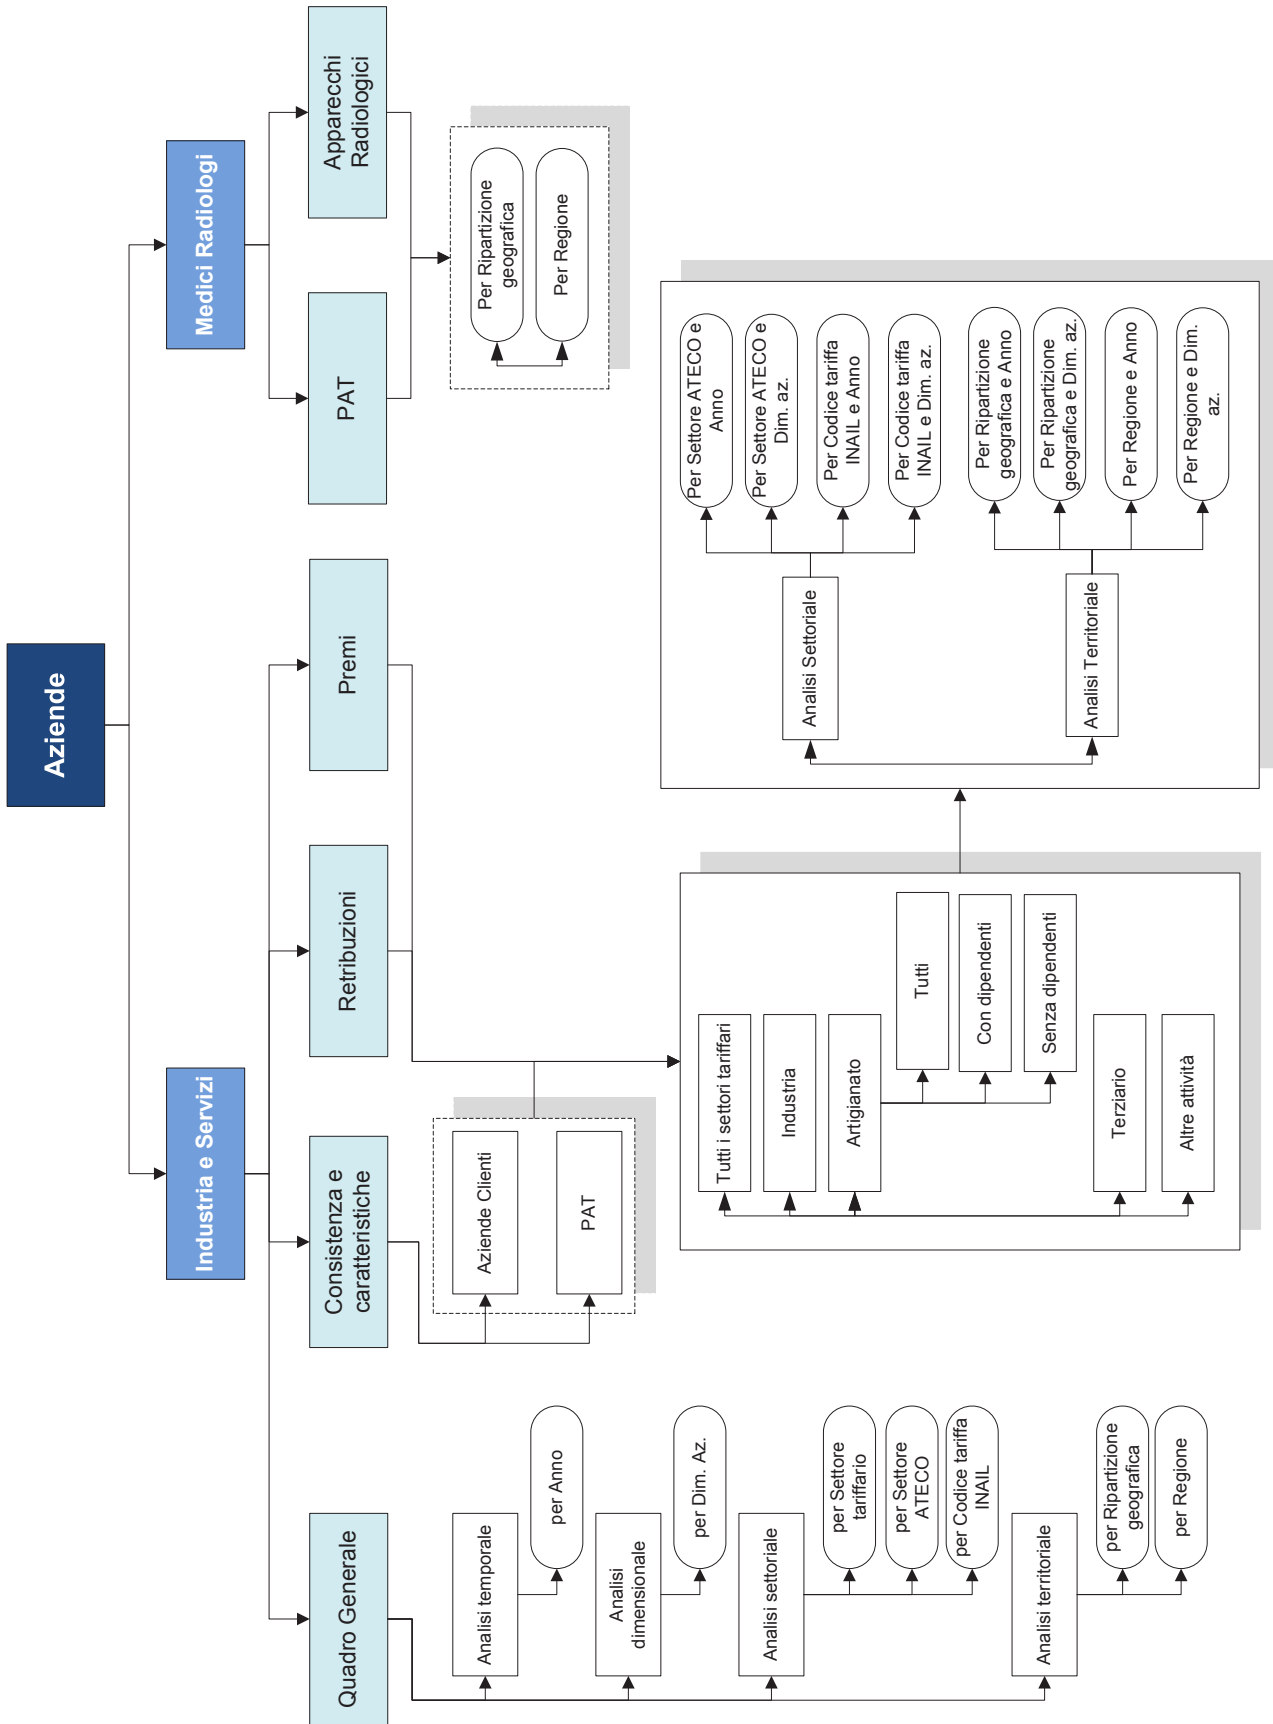 Aziende
Industria e Servizi
Medici Radiologi
Quadro Generale
Consistenza e
caratteristiche
Retribuzioni
Premi
PAT
Apparecchi
Radiologici
Analisi temporale
per Anno
Analisi
dimensionale
per Dim. Az.
Analisi settoriale
per Settore
tariffario
per Settore
ATECO
per Codice tariffa
INAIL
Analisi territoriale
per Ripartizione
geografica
per Regione
Aziende Clienti
PAT
Tutti i settori tariffari
Industria
Artigianato
Tutti
Con dipendenti
Senza dipendenti
Terziario
Altre attività
Analisi Settoriale
Per Settore ATECO e
Anno
Per Settore ATECO e
Dim. az.
Per Codice tariffa
INAIL e Anno
Per Codice tariffa
INAIL e Dim. az.
Analisi Territoriale
Per Ripartizione
geografica e Anno
Per Ripartizione
geografica e Dim. az.
Per Regione e Anno
Per Regione e Dim.
az.
Per Ripartizione
geografica
Per Regione